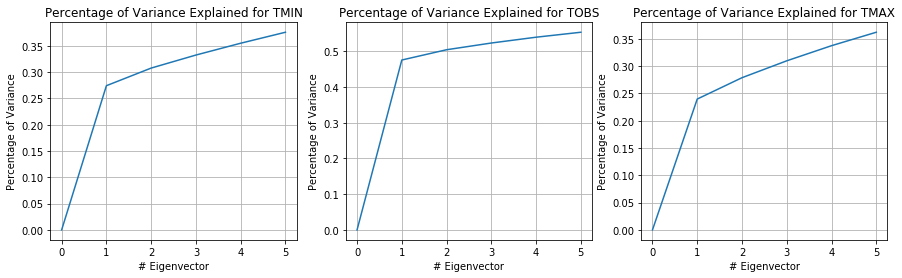 Percentage of Variance Explained for TMIN
Percentage of Variance
0.35
0.30
0.25
0.20
0.15
0.10
0.05
0.00
0 1 2 3 4 5
# Eigenvector
Percentage of Variance Explained for TOBS
Percentage of Variance
0.5
0.4
0.3
0.2
0.1
0.0
0 1 2 3 4 5
# Eigenvector
Percentage of Variance Explained for TMAX
Percentage of Variance
0.35
0.30
0.25
0.20
0.15
0.10
0.05
0.00
0 1 2 3 4 5
# Eigenvector